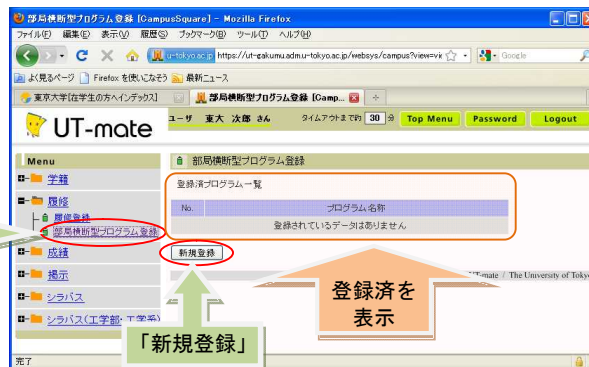 部局横断型プログラム登録 [CampusSquare] - Mozilla Firefox
ファイル(F) 編集(E) 表示(V) 履歴(S) ブックマーク(B) ツール(T) ヘルプ(H)
u-tokyo.ac.jp https://ut-gakumu.adm.u-tokyo.ac.jp/websys/campus?view=vie Google
よく見るページ Firefox を使いこなそう 最新ニュース
東京大学[在学生の方へインデックス] 部局横断型プログラム登録 [Camp...
UT-mate
ユーザ 東大 次郎 さん タイムアウトまで約 30 分 Top Menu Password Logout
Menu
部局横断型プログラム登録
学籍
登録済プログラム一覧
履修
No. プログラム名称
履修登録
登録されているデータはありません
部局横断型プログラム登録
成績
新規登録
掲示
UT-mate / The University of Tokyo
シラバス
登録済を
表示
シラバス(工学部・工学系)
「新規登録」
完了